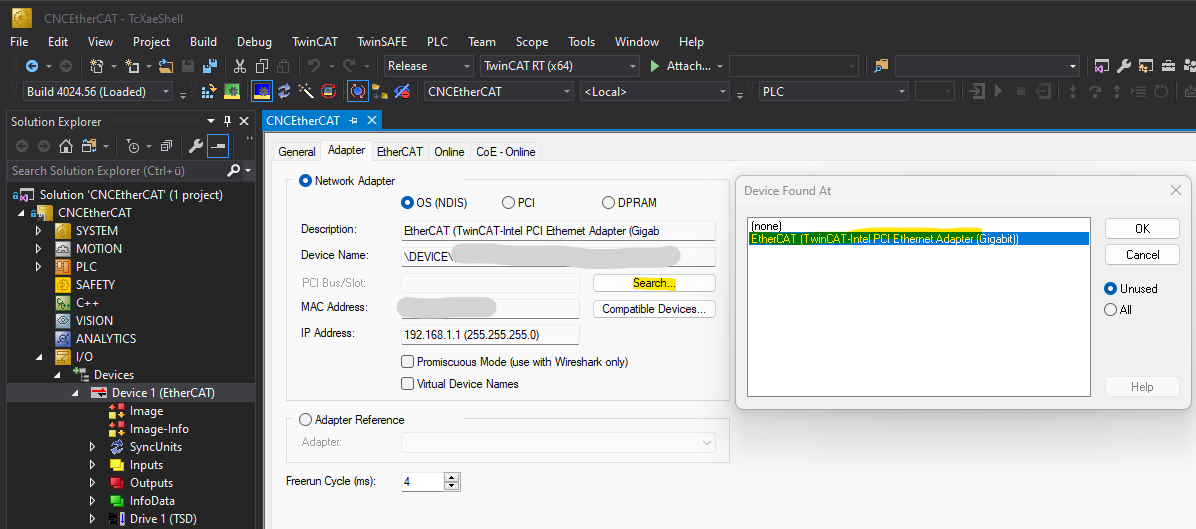 CNCEtherCAT - TcXaeShell
File Edit View Project Build Debug TwinCAT TwinSAFE PLC Team Scope Tools Window Help
Release TwinCAT RT (x64) Attach...
Build 4024.56 (Loaded) CNCEtherCAT <Local> PLC
Solution Explorer
Search Solution Explorer (Ctrl+ü)
Solution 'CNCEtherCAT' (1 project)
CNCEtherCAT
SYSTEM
MOTION
PLC
SAFETY
C++
VISION
ANALYTICS
I/O
Devices
Device 1 (EtherCAT)
Image
Image-Info
SyncUnits
Inputs
Outputs
InfoData
Drive 1 (TSD)
CNCEtherCAT
General Adapter EtherCAT Online CoE - Online
Network Adapter
OS (NDIS) PCI DPRAM
Description: EtherCAT (TwinCAT-Intel PCI Ethernet Adapter (Gigab
Device Name: \DEVICE\
PCI Bus/Slot: Search...
MAC Address: Compatible Devices...
IP Address: 192.168.1.1 (255.255.255.0)
Promiscuous Mode (use with Wireshark only)
Virtual Device Names
Adapter Reference
Adapter:
Freerun Cycle (ms): 4
Device Found At
(none)
EtherCAT (TwinCAT-Intel PCI Ethernet Adapter (Gigabit))
OK
Cancel
Unused
All
Help